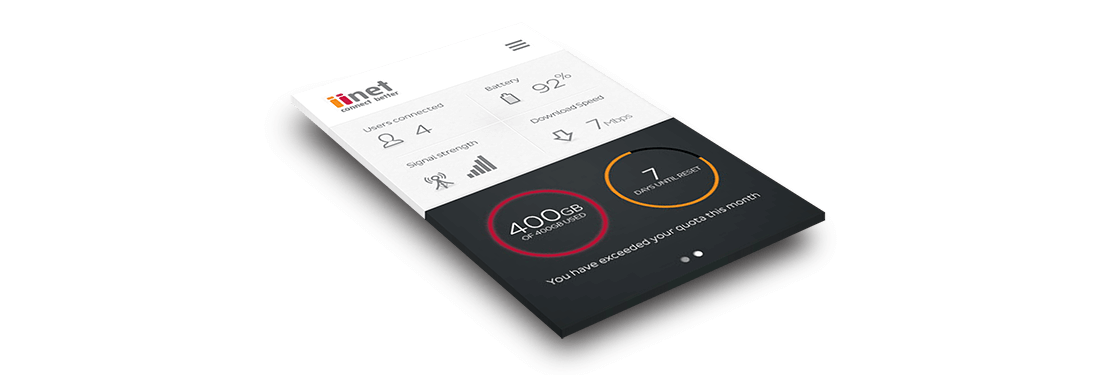 iinet
connect better
Users connected
4
Battery
92%
Signal strength
Download Speed
7 Mbps
400GB
OF 400GB USED
7
DAYS UNTIL RESET
You have exceeded your quota this month